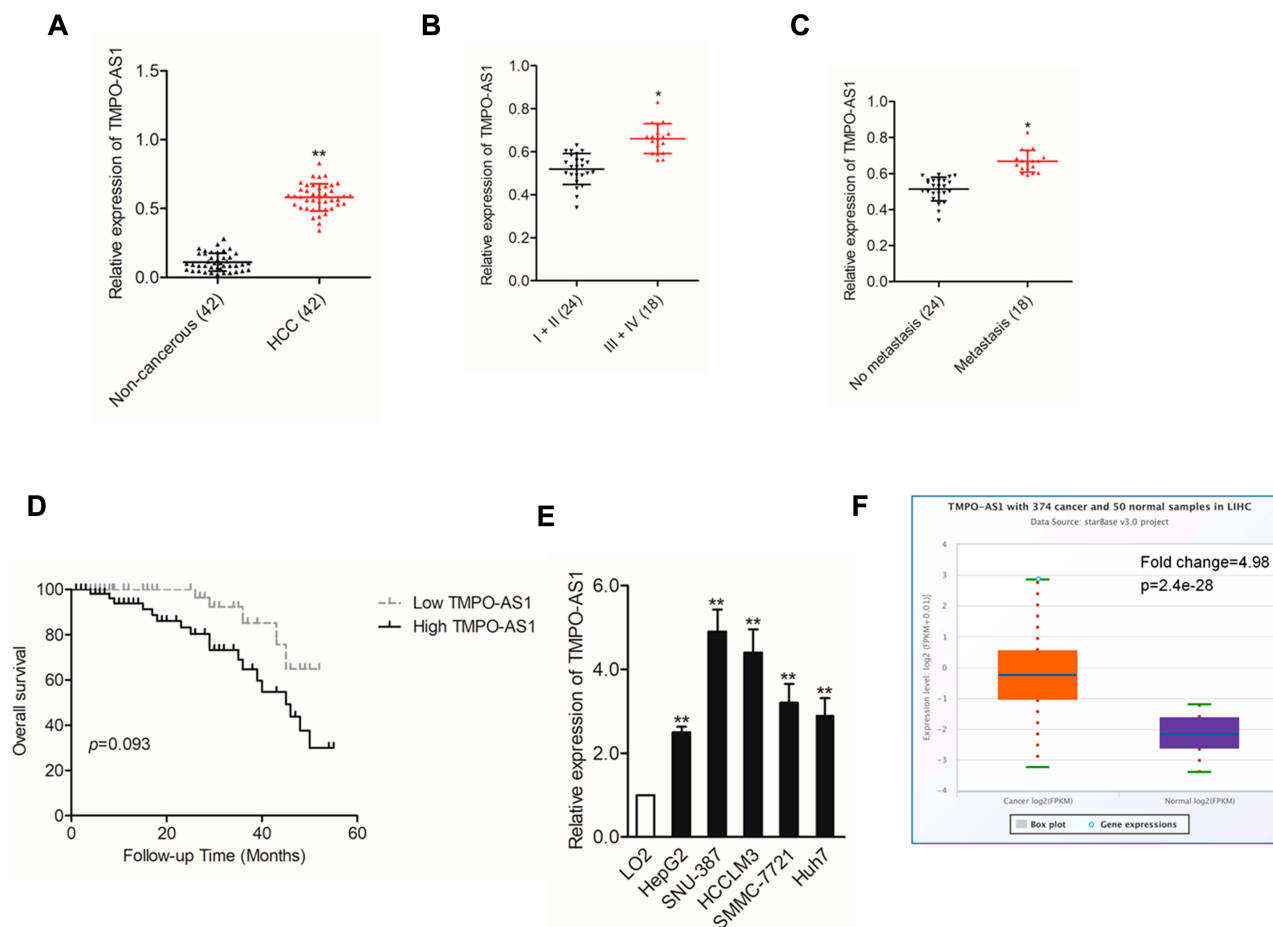 A
Relative expression of TMPO-AS1
1.5
1.0
0.5
0.0
**
Non-cancerous (42)
HCC (42)
B
Relative expression of TMPO-AS1
1.0
0.8
0.6
0.4
0.2
0.0
*
I + II (24)
III + IV (18)
C
Relative expression of TMPO-AS1
1.0
0.8
0.6
0.4
0.2
0.0
*
No metastasis (24)
Metastasis (18)
D
Overall survival
100
80
60
40
20
0
p=0.093
0
20
40
60
Follow-up Time (Months)
Low TMPO-AS1
High TMPO-AS1
E
Relative expression of TMPO-AS1
6.0
4.0
2.0
0.0
**
**
**
**
**
LO2
HepG2
SNU-387
HCCLM3
SMMC-7721
Huh7
F
TMPO-AS1 with 374 cancer and 50 normal samples in LIHC
Data Source: starBase v3.0 project
Expression level: log2 (FPKM+0.01)]
4
3
2
1
0
−1
−2
−3
−4
Fold change=4.98
p=2.4e-28
Cancer log2(FPKM)
Normal log2(FPKM)
Box plot
Gene expressions